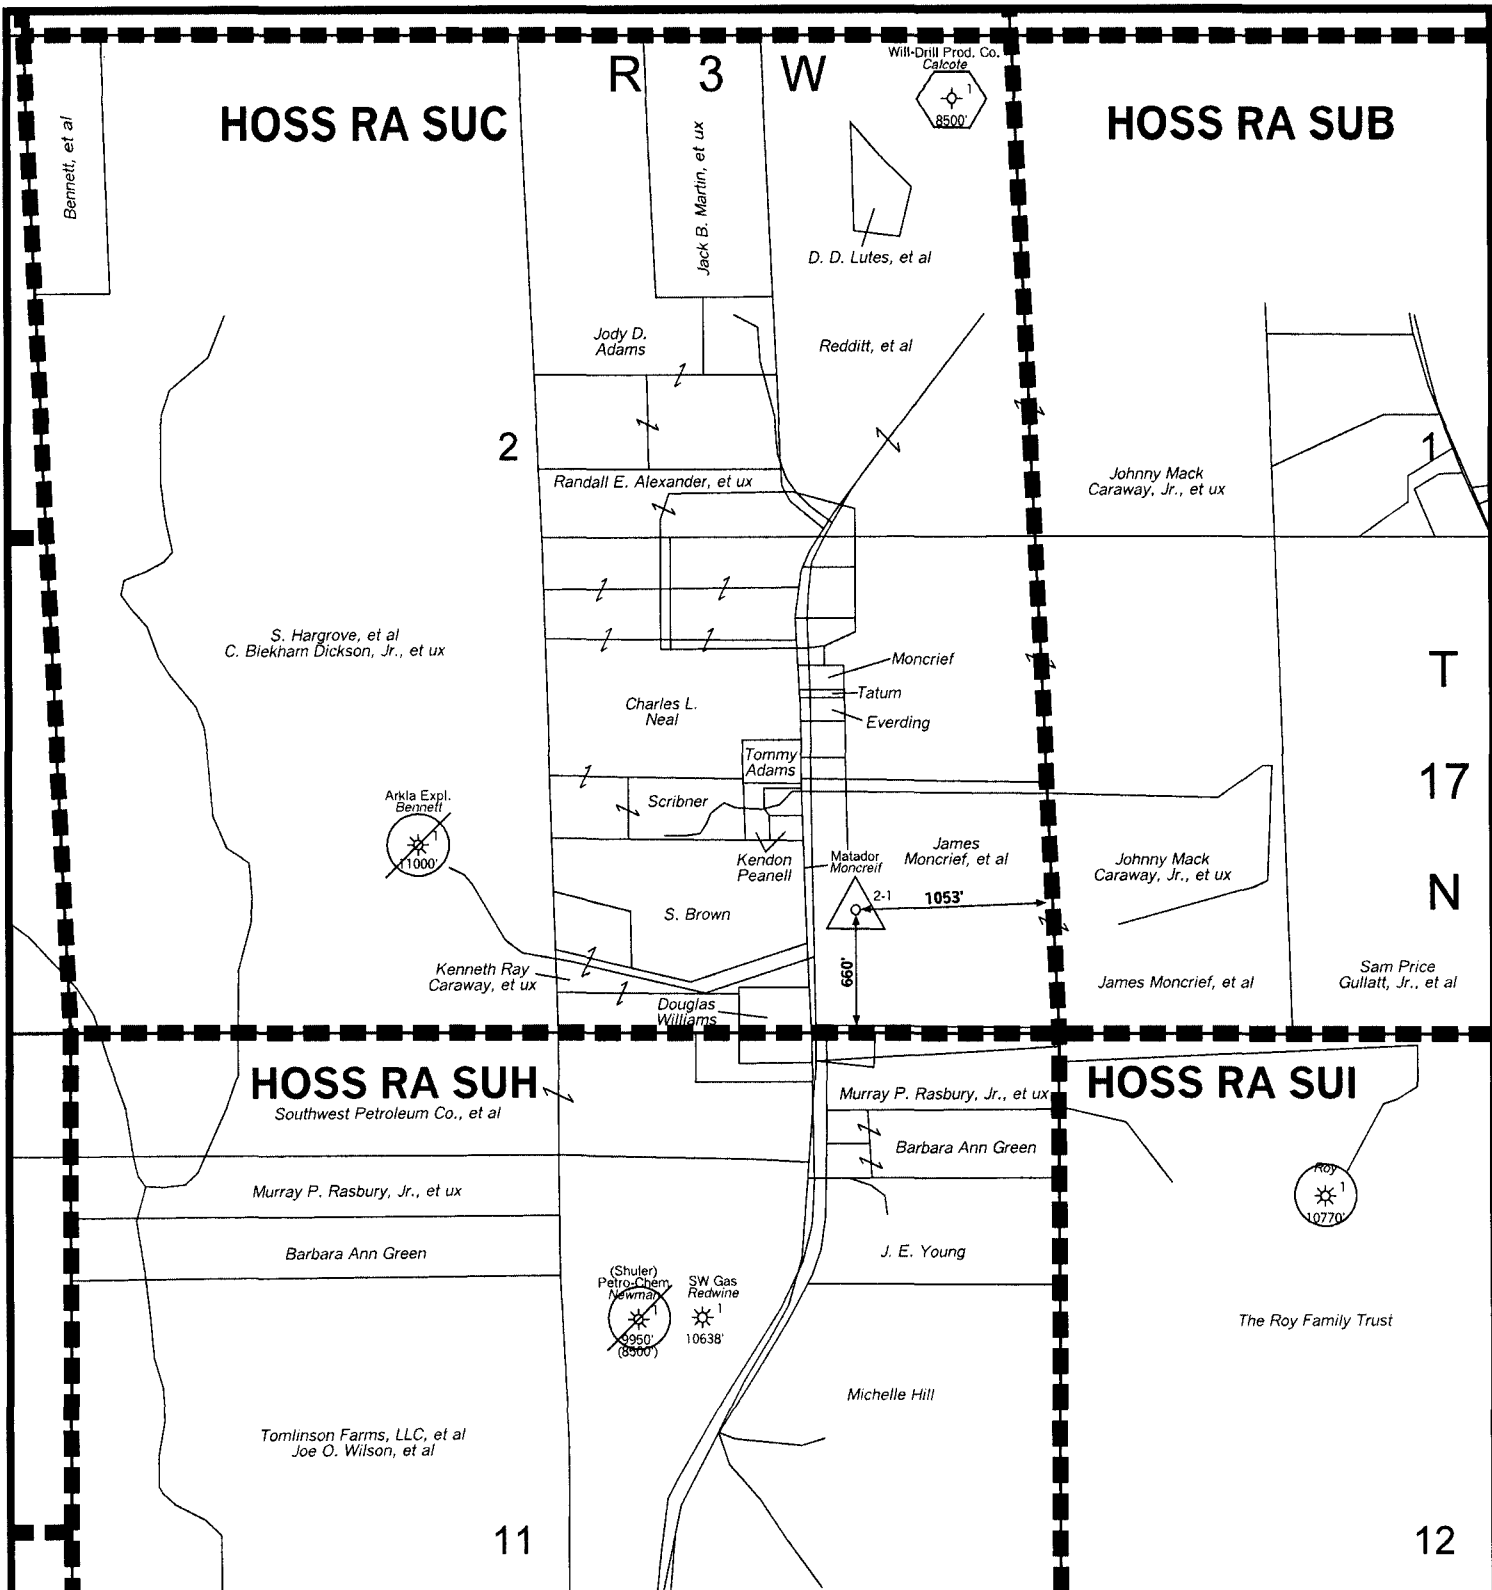 R 3 W
Will-Drill Prod. Co.
Calcote
1
8500'
HOSS RA SUC
HOSS RA SUB
Bennett, et al
Jack B. Martin, et ux
D. D. Lutes, et al
Jody D.
Adams
Redditt, et al
2
1
Randall E. Alexander, et ux
Johnny Mack
Caraway, Jr., et ux
S. Hargrove, et al
C. Biekham Dickson, Jr., et ux
Moncrief
Tatum
Everding
T
17
N
Charles L.
Neal
Tommy
Adams
Scribner
Arkla Expl.
Bennett
1
11000'
Kendon
Peanell
Matador
Moncreif
2-1
James
Moncrief, et al
1053'
660'
Johnny Mack
Caraway, Jr., et ux
S. Brown
Kenneth Ray
Caraway, et ux
Douglas
Williams
James Moncrief, et al
Sam Price
Gullatt, Jr., et al
HOSS RA SUH
HOSS RA SUI
Southwest Petroleum Co., et al
Murray P. Rasbury, Jr., et ux
Barbara Ann Green
Murray P. Rasbury, Jr., et ux
Roy
1
10770'
Barbara Ann Green
J. E. Young
(Shuler)
Petro-Chem
Newman
1
9950'
(8500')
SW Gas
Redwine
1
10638'
The Roy Family Trust
Michelle Hill
Tomlinson Farms, LLC, et al
Joe O. Wilson, et al
11
12